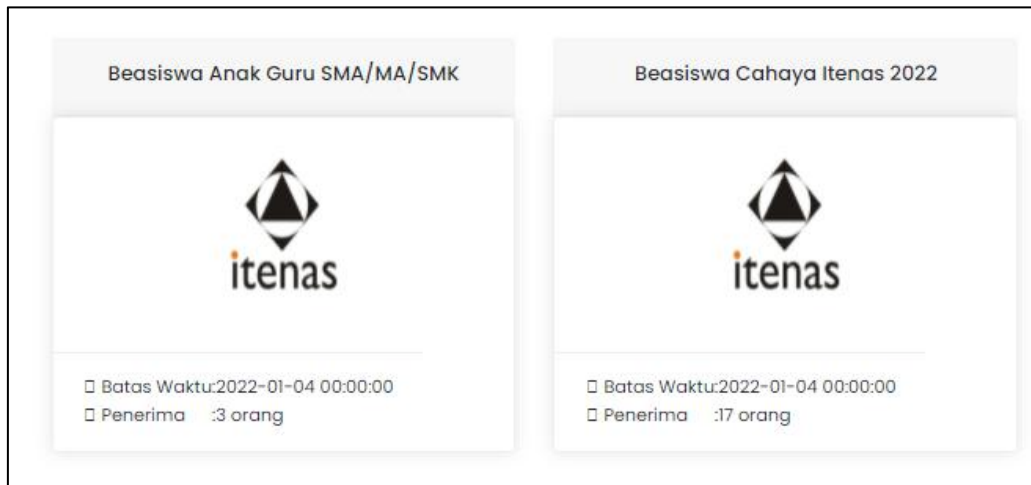 Beasiswa Anak Guru SMA/MA/SMK
itenas
Batas Waktu:2022-01-04 00:00:00
Penerima :3 orang
Beasiswa Cahaya Itenas 2022
itenas
Batas Waktu:2022-01-04 00:00:00
Penerima :17 orang